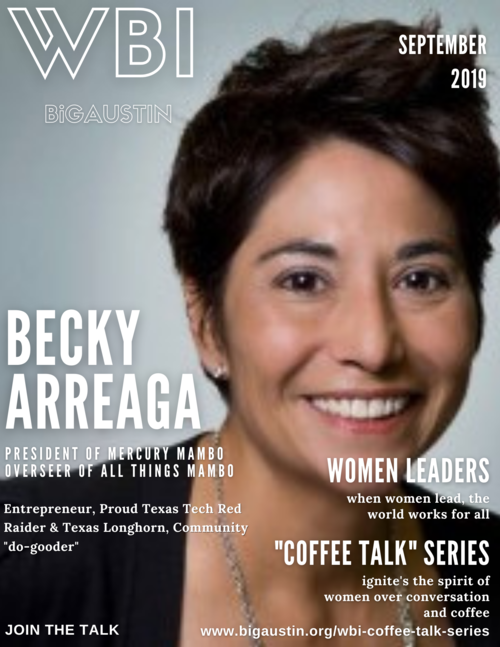 WBI
SEPTEMBER
2019
BiGAUSTIN
BECKY
ARREAGA
PRESIDENT OF MERCURY MAMBO
OVERSEER OF ALL THINGS MAMBO
Entrepreneur, Proud Texas Tech Red
Raider & Texas Longhorn, Community
"do-gooder"
WOMEN LEADERS
when women lead, the
world works for all
"COFFEE TALK" SERIES
ignite's the spirit of
women over conversation
and coffee
JOIN THE TALK
www.bigaustin.org/wbi-coffee-talk-series